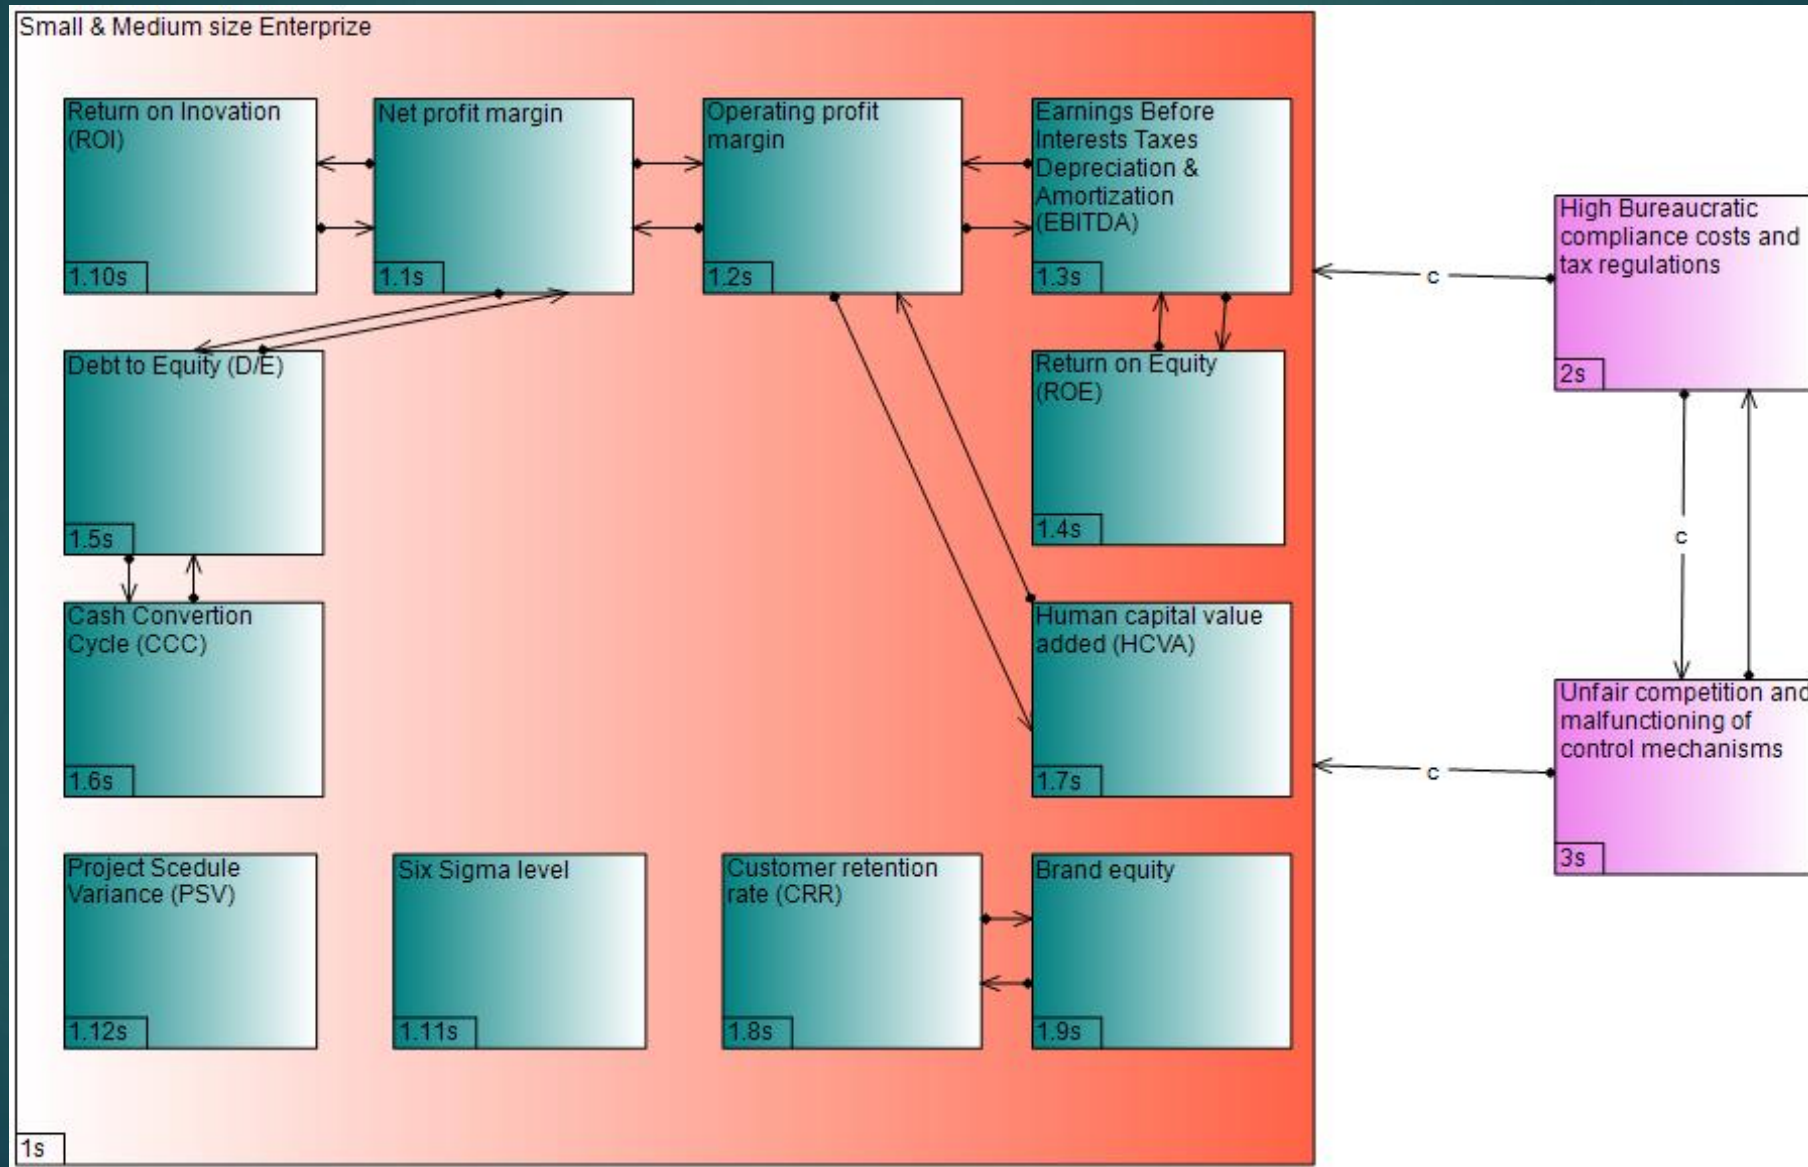 Small & Medium size Enterprize
Return on Inovation
(ROI)
1.10s
Net profit margin
1.1s
Operating profit
margin
1.2s
Earnings Before
Interests Taxes
Depreciation &
Amortization
(EBITDA)
1.3s
High Bureaucratic
compliance costs and
tax regulations
2s
c
Debt to Equity (D/E)
1.5s
Return on Equity
(ROE)
1.4s
c
Cash Convertion
Cycle (CCC)
1.6s
Human capital value
added (HCVA)
1.7s
Unfair competition and
malfunctioning of
control mechanisms
3s
c
Project Scedule
Variance (PSV)
1.12s
Six Sigma level
1.11s
Customer retention
rate (CRR)
1.8s
Brand equity
1.9s
1s